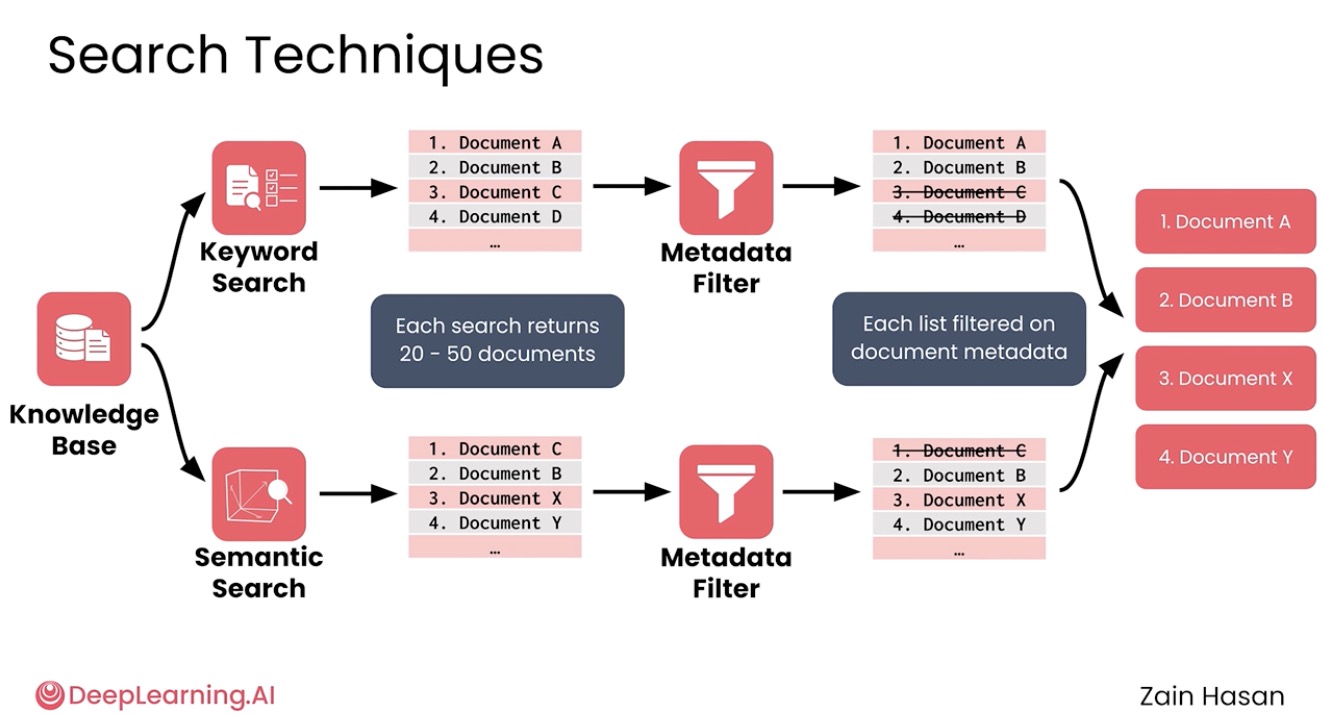 Search Techniques
1. Document A
2. Document B
3. Document C
4. Document D
...
Keyword
Search
Metadata
Filter
1. Document A
2. Document B
3. Document C
4. Document D
...
Each search returns
20 - 50 documents
Each list filtered on
document metadata
Knowledge
Base
1. Document C
2. Document B
3. Document X
4. Document Y
...
Semantic
Search
Metadata
Filter
1. Document C
2. Document B
3. Document X
4. Document Y
...
1. Document A
2. Document B
3. Document X
4. Document Y
DeepLearning.AI
Zain Hasan